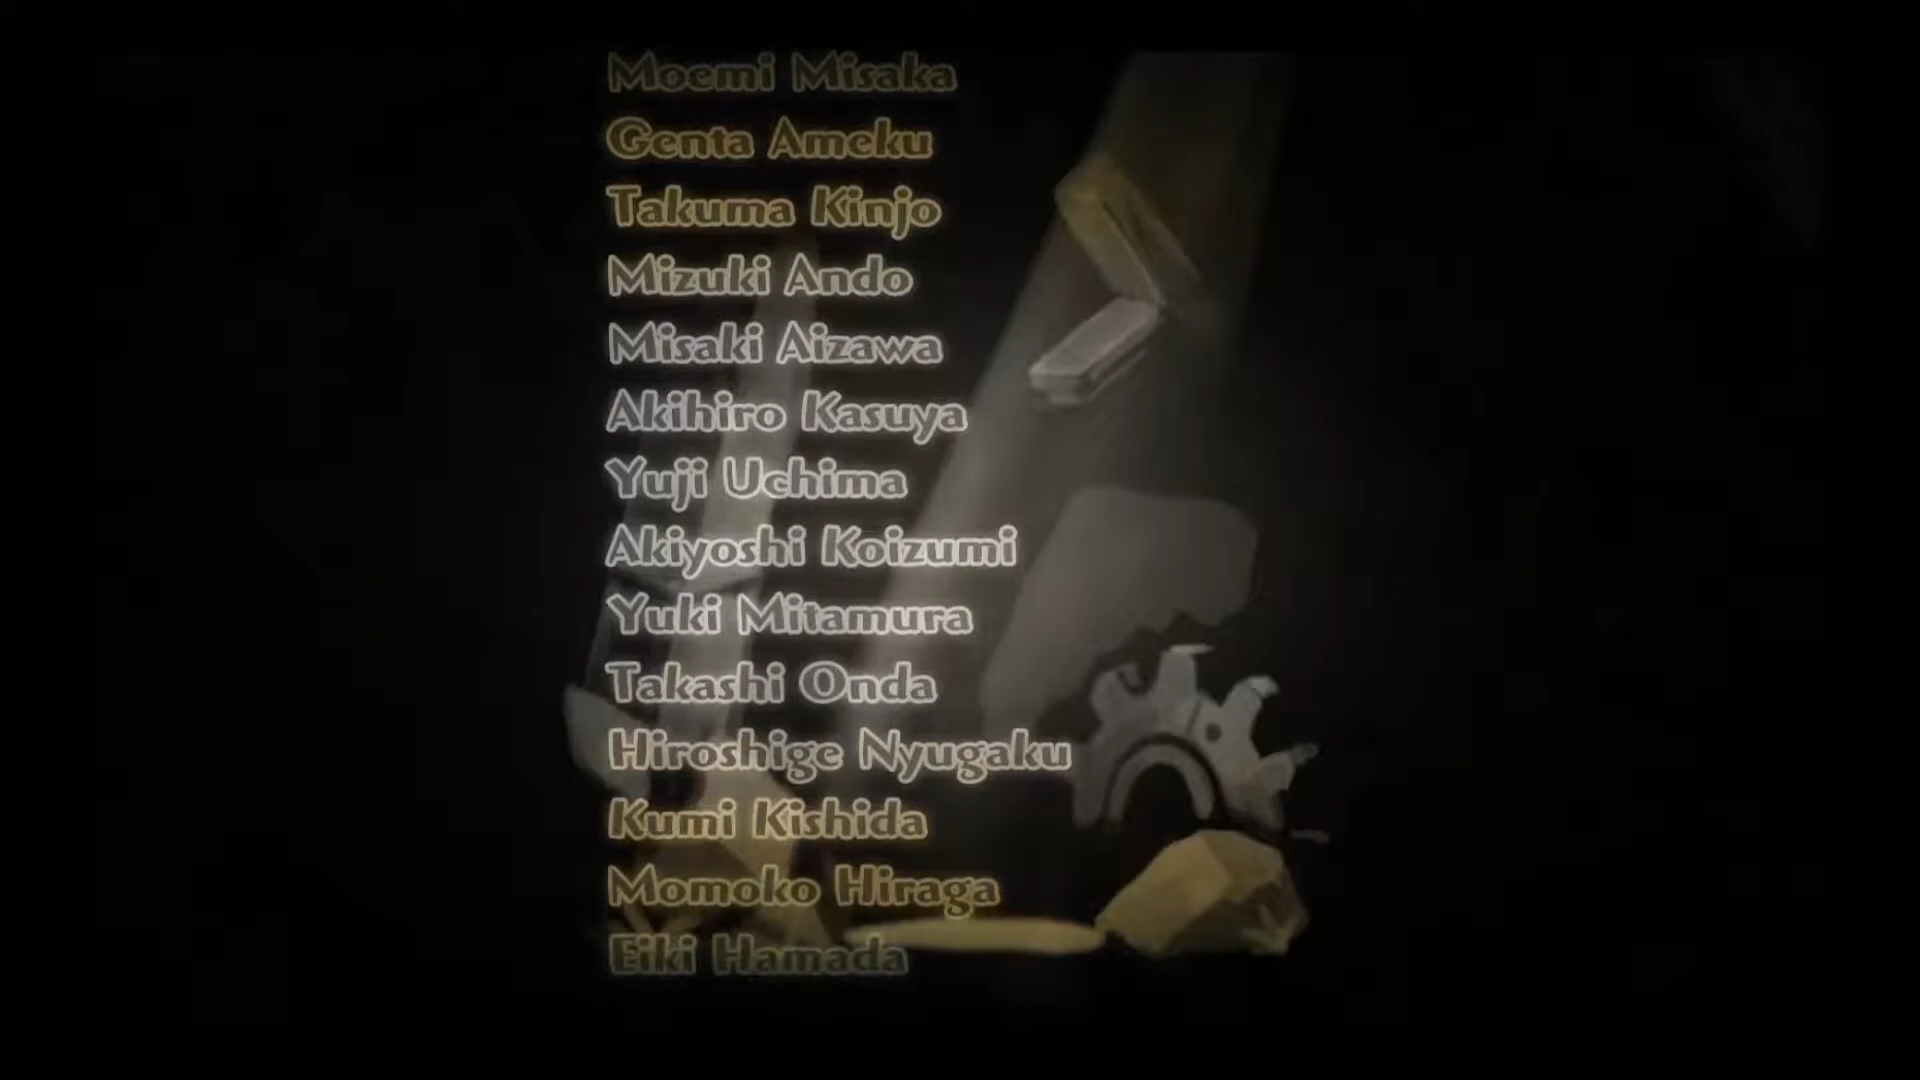 Moemi Misaka
Genta Ameku
Takuma Kinjo
Mizuki Ando
Misaki Aizawa
Akihiro Kasuya
Yuji Uchima
Akiyoshi Koizumi
Yuki Mitamura
Takashi Onda
Hiroshige Nyugaku
Kumi Kishida
Momoko Hiraga
Eiki Hamada